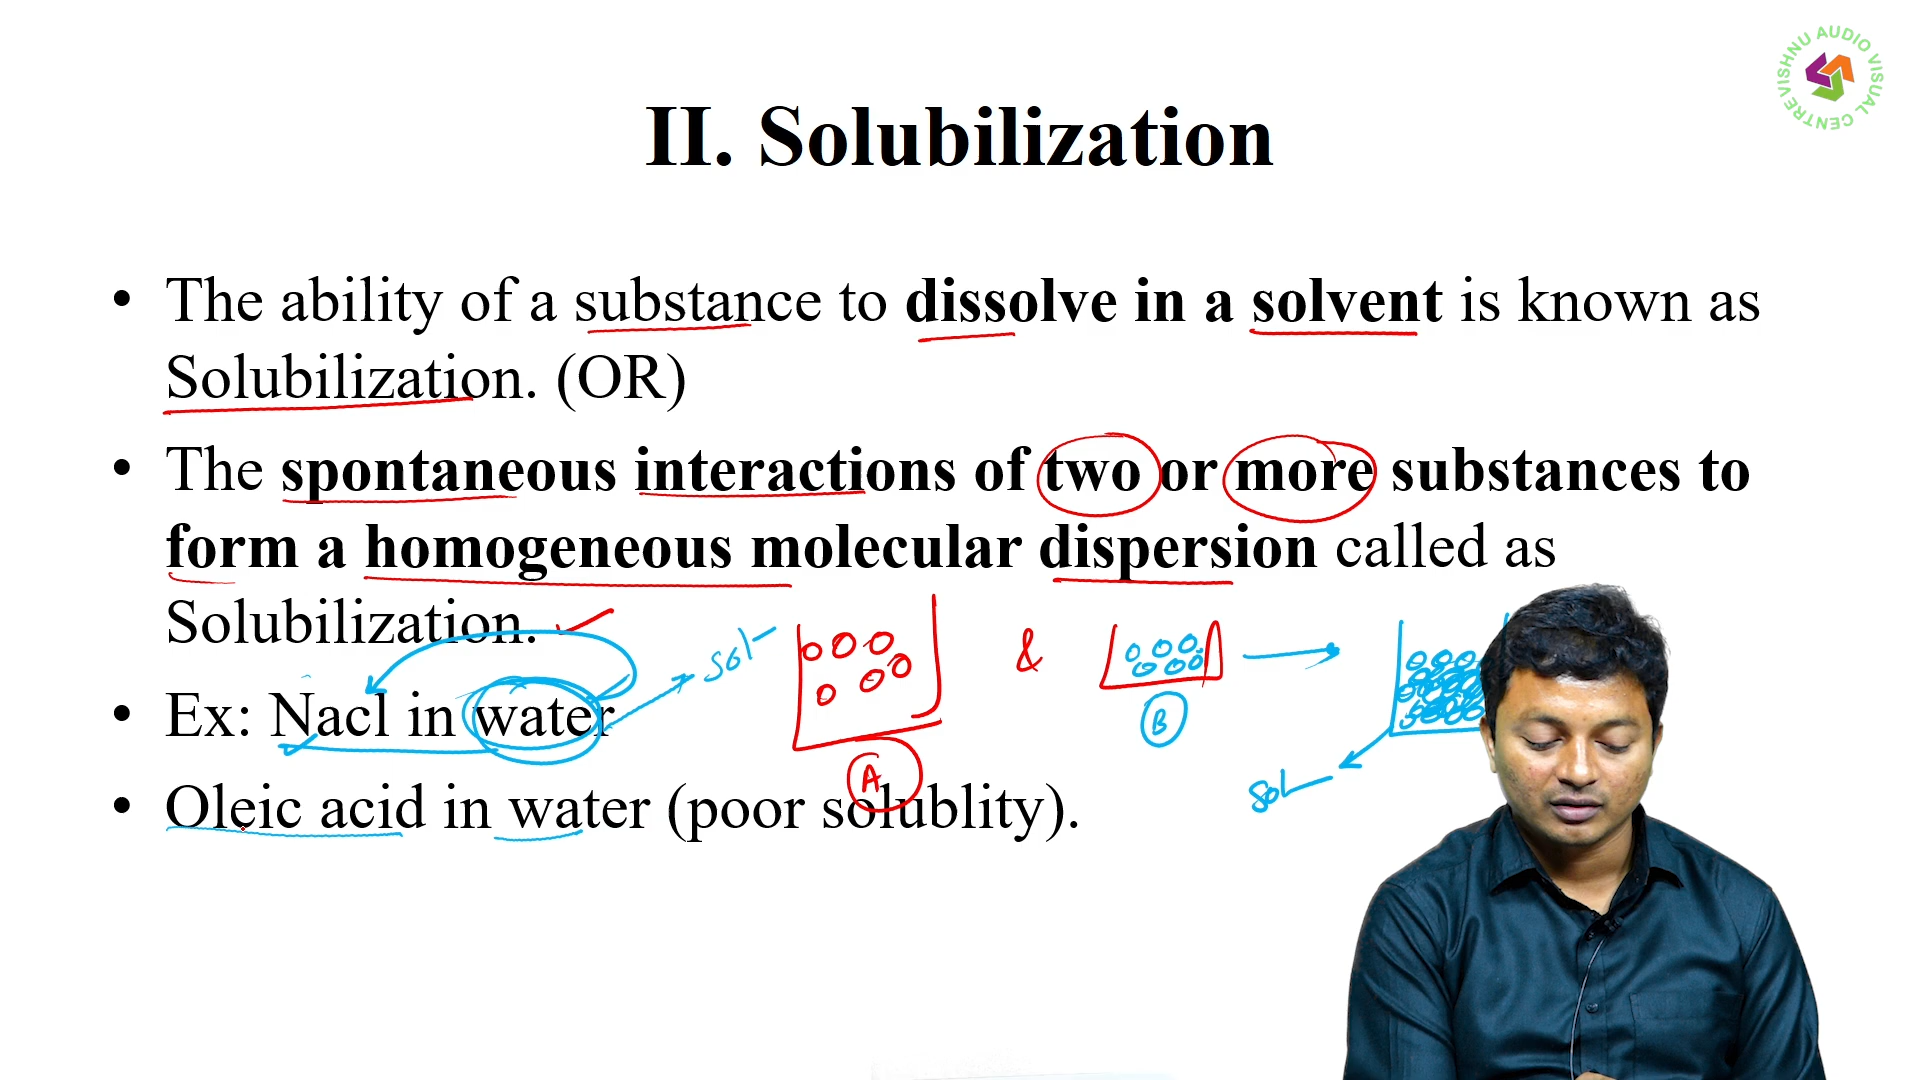 VISHNU AUDIO VISUAL CENTRE
II. Solubilization
• The ability of a substance to dissolve in a solvent is known as
Solubilization. (OR)
• The spontaneous interactions of two or more substances to
form a homogeneous molecular dispersion called as
Solubilization.
sol
&
B
• Ex: Nacl in water
A
sol
• Oleic acid in water (poor solublity).